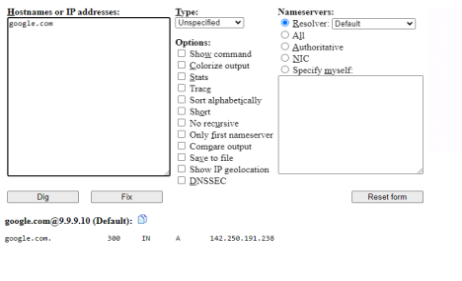 Hostnames or IP addresses:
google.com
Type:
Unspecified
Options:
Show command
Colorize output
Stats
Trace
Sort alphabetically
Short
No recursive
Only first nameserver
Compare output
Save to file
Show IP geolocation
DNSSEC
Nameservers:
Resolver: Default
All
Authoritative
NIC
Specify myself:
Dig
Fix
Reset form
google.com@9.9.9.10 (Default):
google.com. 300 IN A 142.250.191.238